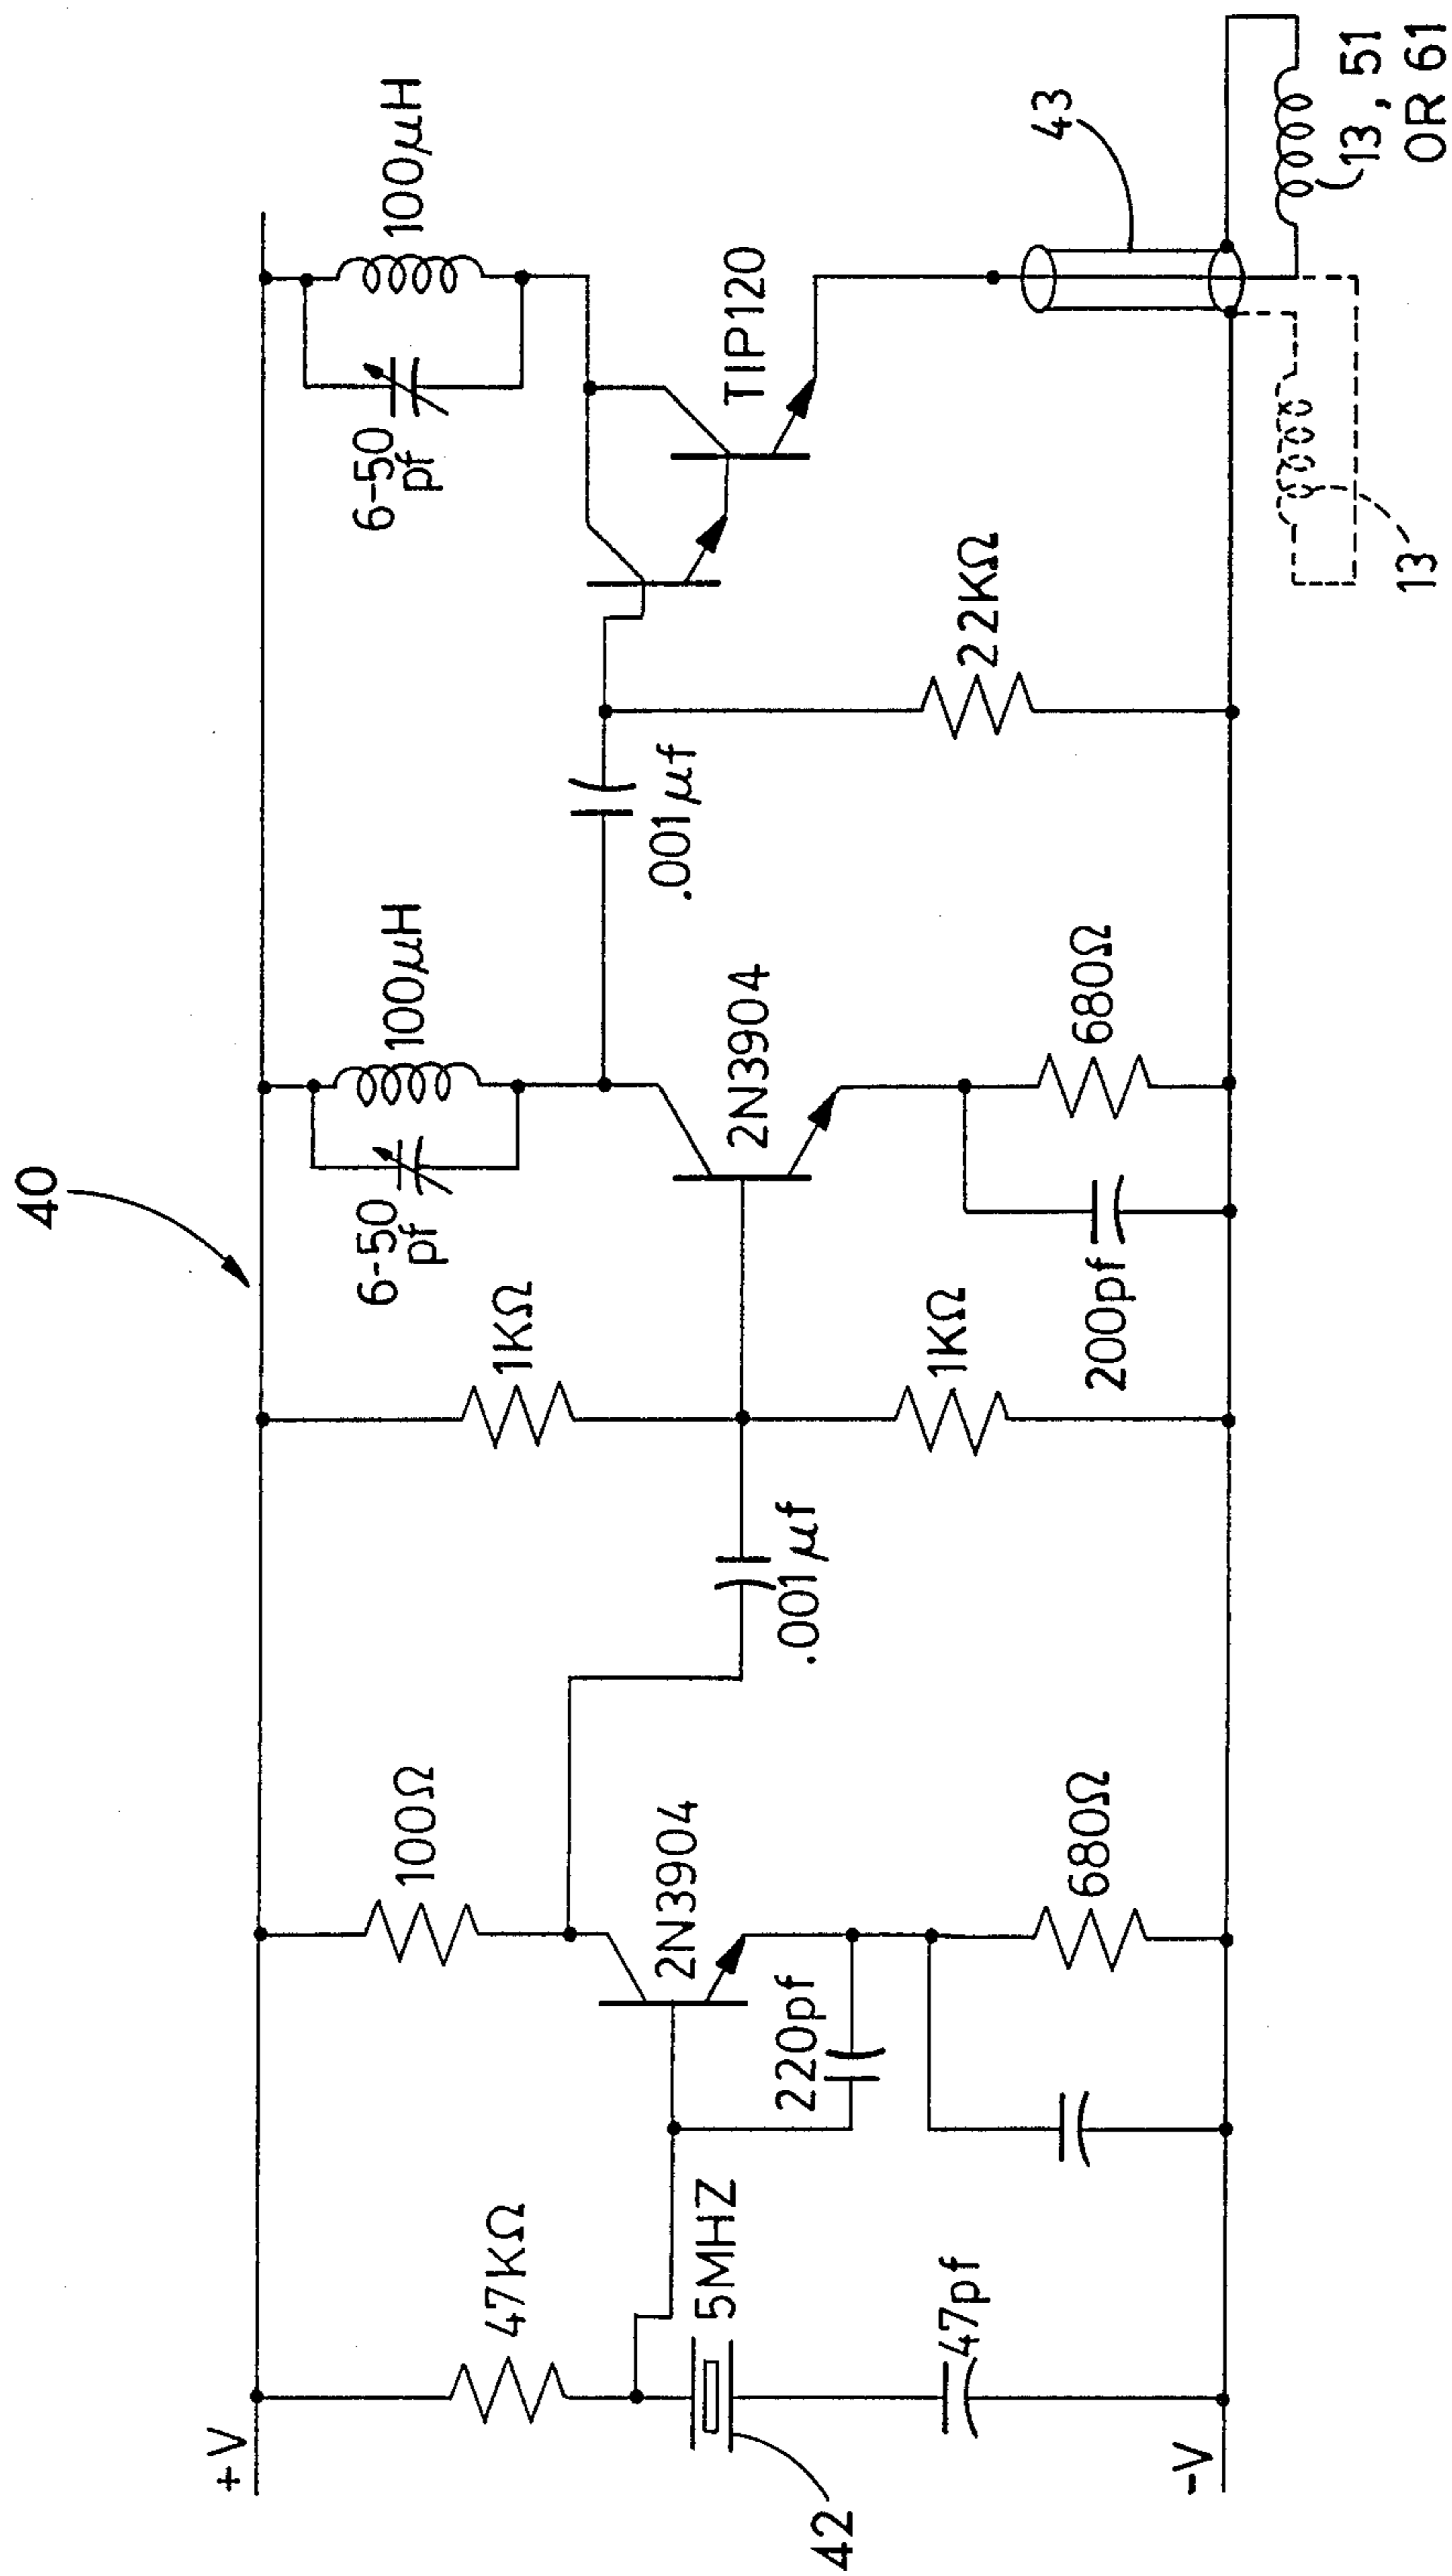 40
+V
47KΩ
5MHZ
42
47pf
-V
100Ω
2N3904
220pf
680Ω
.001μf
1KΩ
1KΩ
6-50
pf
100μH
2N3904
200pf
680Ω
.001μf
22KΩ
6-50
pf
100μH
TIP120
43
13
13, 51
OR 61